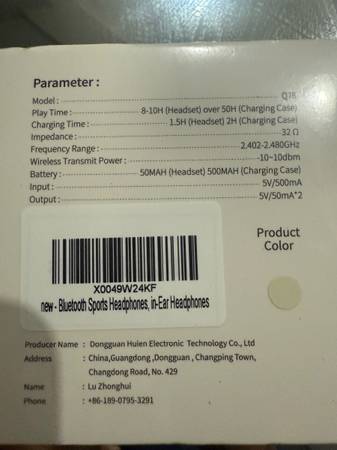 Parameter :
Model : Q78
Play Time : 8-10H (Headset) over 50H (Charging Case)
Charging Time : 1.5H (Headset) 2H (Charging Case)
Impedance : 32 Ω
Frequency Range : 2.402-2.480GHz
Wireless Transmit Power : -10~10dbm
Battery : 50MAH (Headset) 500MAH (Charging Case)
Input : 5V/500mA
Output : 5V/50mA*2
Product
Color
X0049W24KF
new - Bluetooth Sports Headphones, in-Ear Headphones
Producer Name : Dongguan Huien Electronic Technology Co., Ltd
Address : China,Guangdong ,Dongguan , Changping Town,
Changdong Road, No. 429
Name : Lu Zhonghui
Phone : +86-189-0795-3291